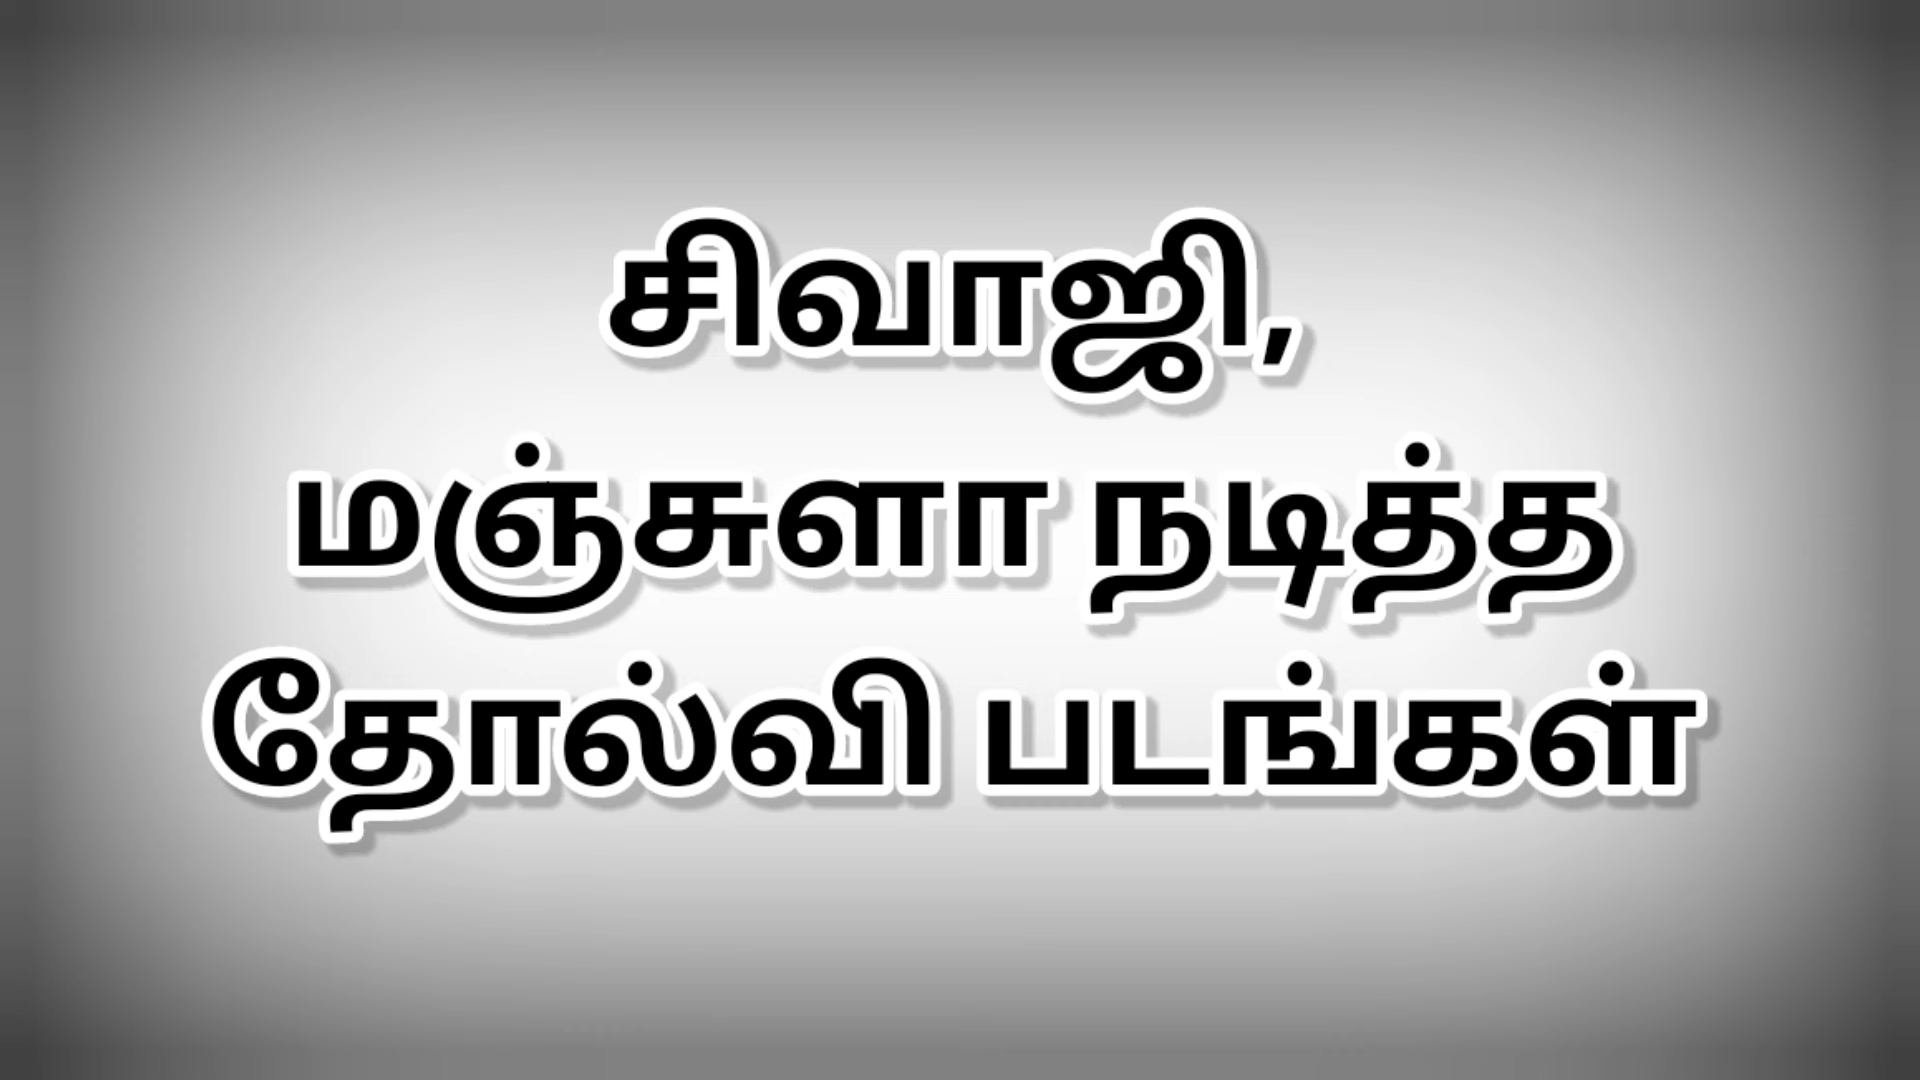 சிவாஜி,
மஞ்சுளா நடித்த
தோல்வி படங்கள்